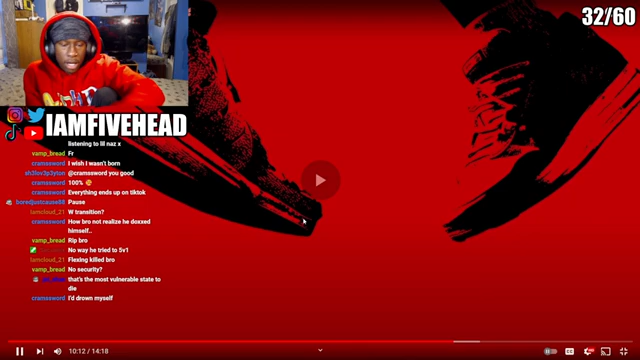 32/60
IAMFIVEHEAD
listening to lil naz x
vamp_bread Fr
cramssword I wish I wasn't born
sh3lov3p3yton @cramssword you good
cramssword 100%
cramssword Everything ends up on tiktok
boredjustcause88 Pause
iamcloud_21 W transition?
cramssword How bro not realize he doxxed
himself..
vamp_bread Rip bro
No way he tried to 5v1
iamcloud_21 Flexing killed bro
vamp_bread No security?
that's the most vulnerable state to
die
cramssword I'd drown myself
10:12 / 14:18